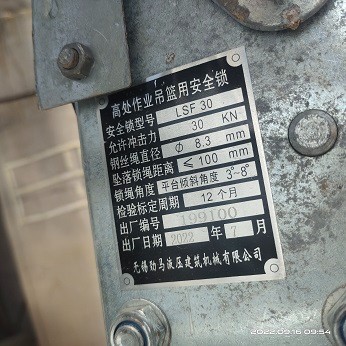 高处作业吊篮用安全锁
安全锁型号 LSF 30
允许冲击力 30 KN
钢丝绳直径 Φ 8.3 mm
坠落锁绳距离 ≤ 100 mm
锁绳角度 平台倾斜角度 3°~8°
检验标定周期 12 个月
出厂编号 199100
出厂日期 2022 年 7 月
无锡劲马液压建筑机械有限公司
2022.09.16 09:54